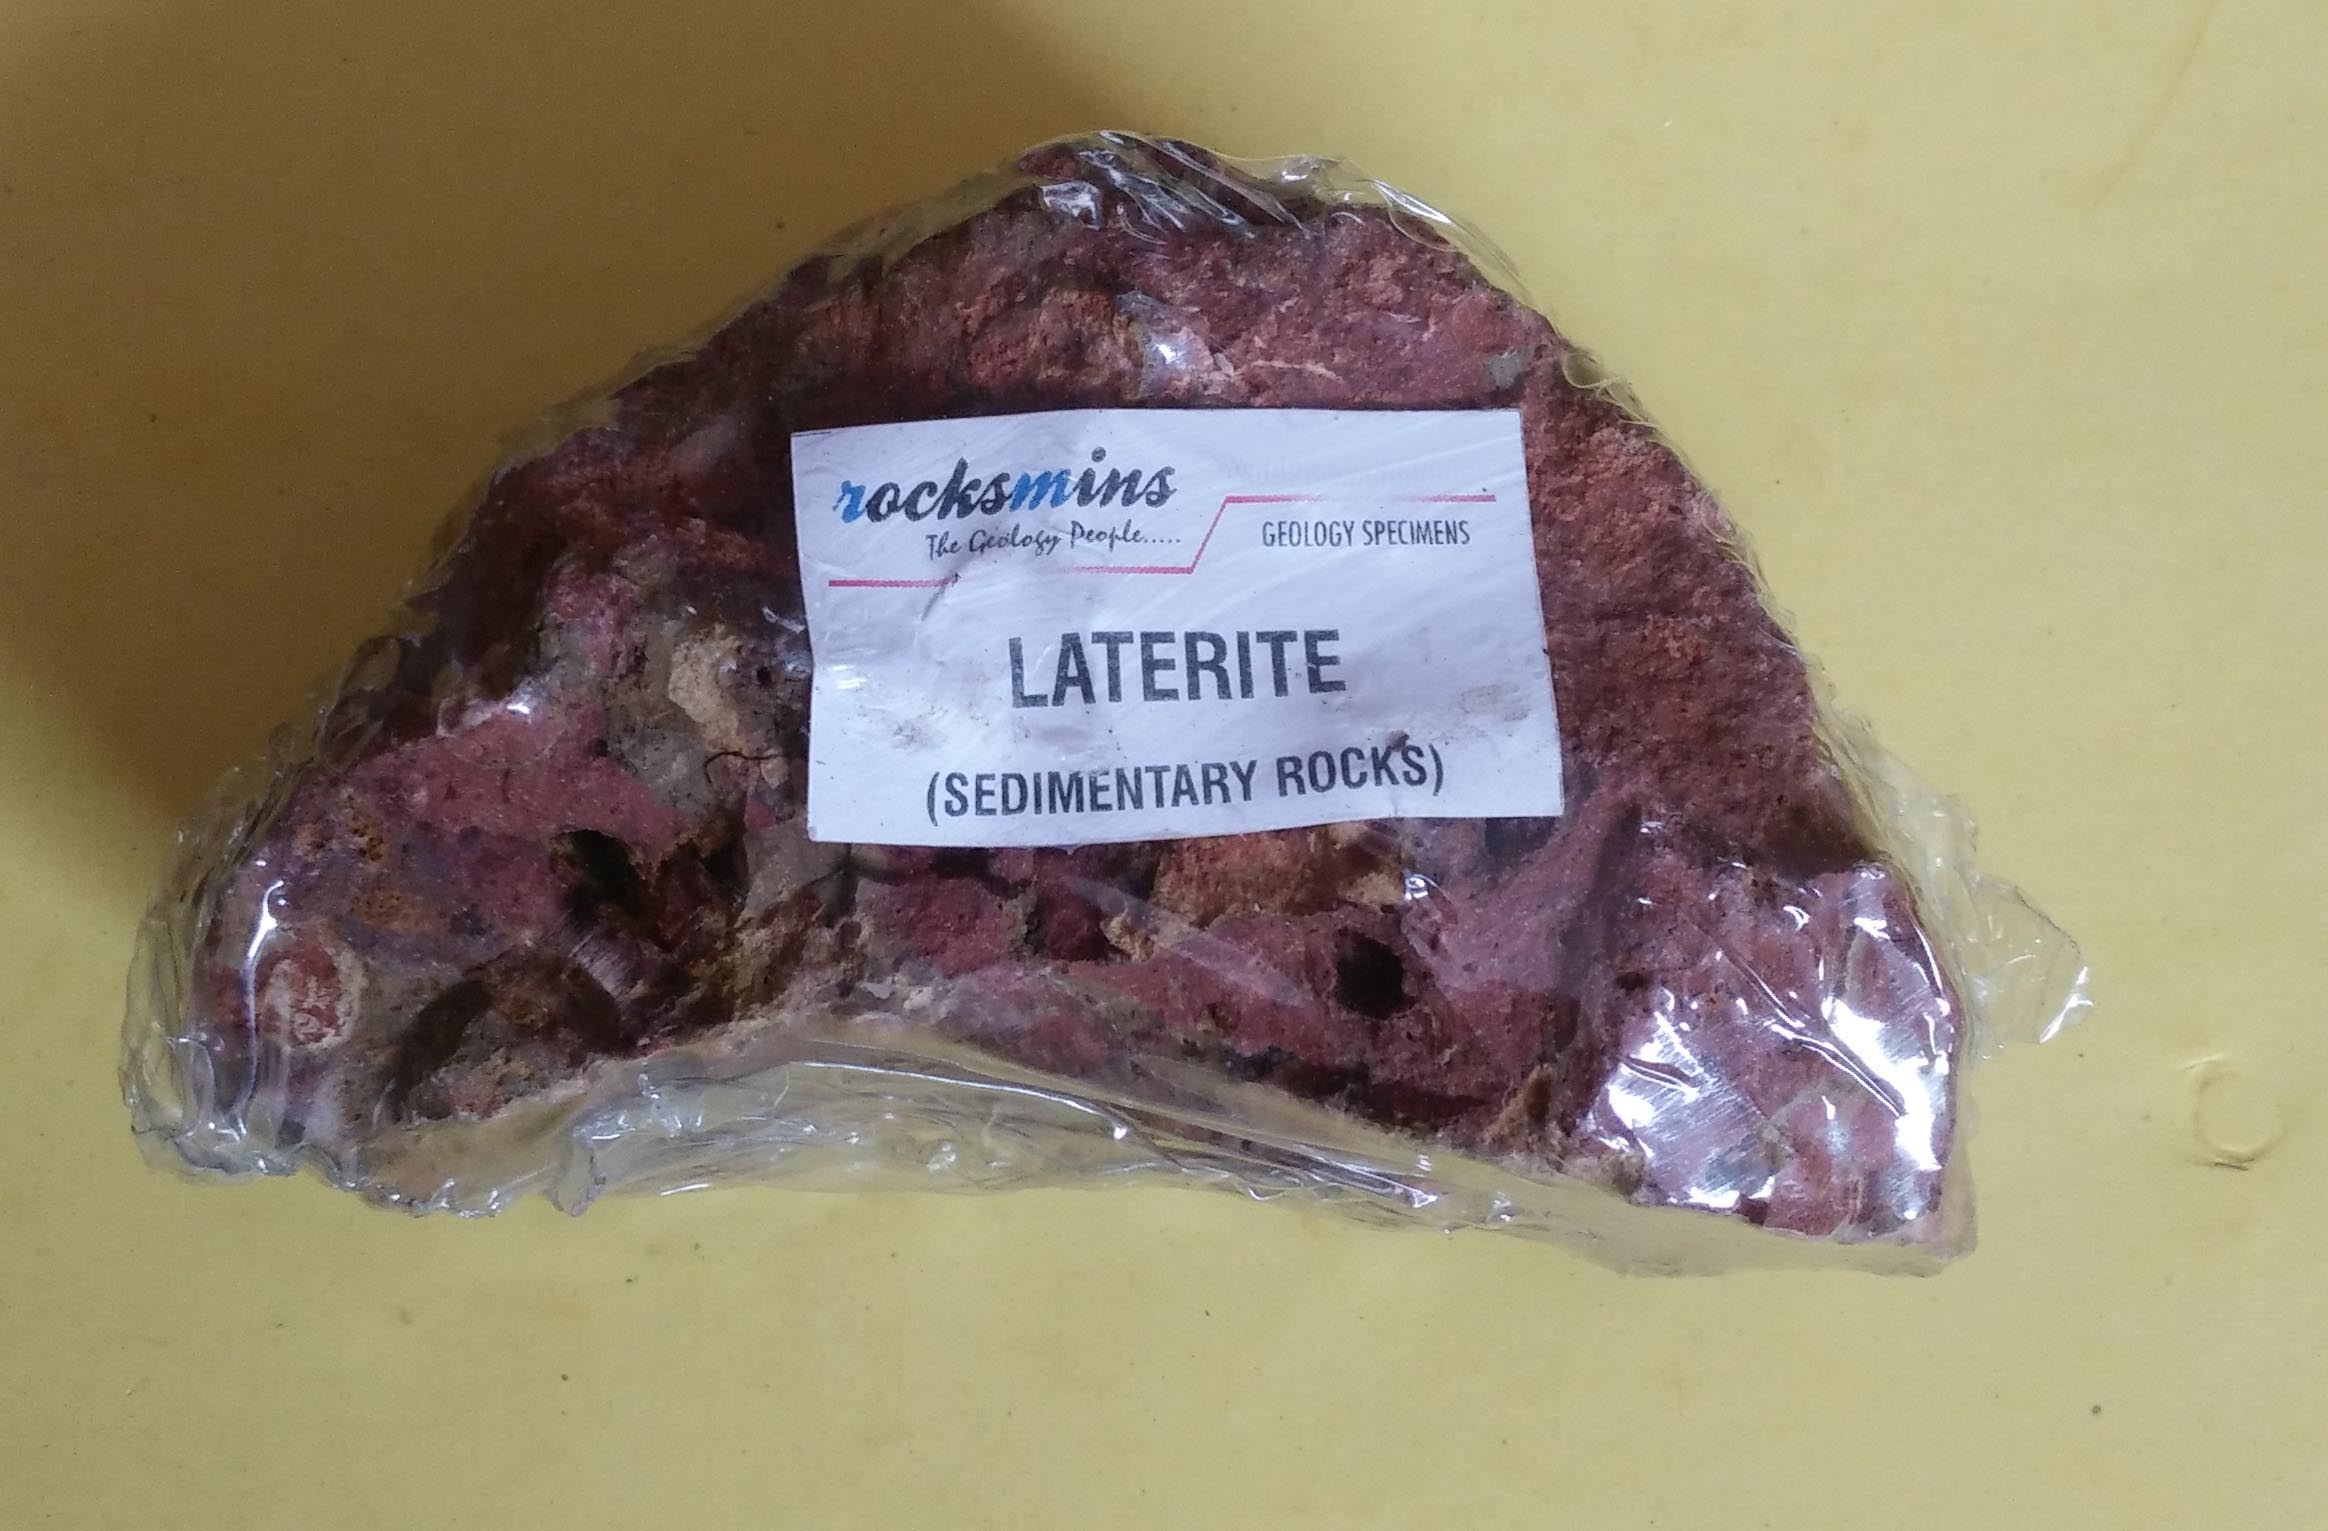 rocksmins
The Geology People.....
GEOLOGY SPECIMENS
LATERITE
(SEDIMENTARY ROCKS)